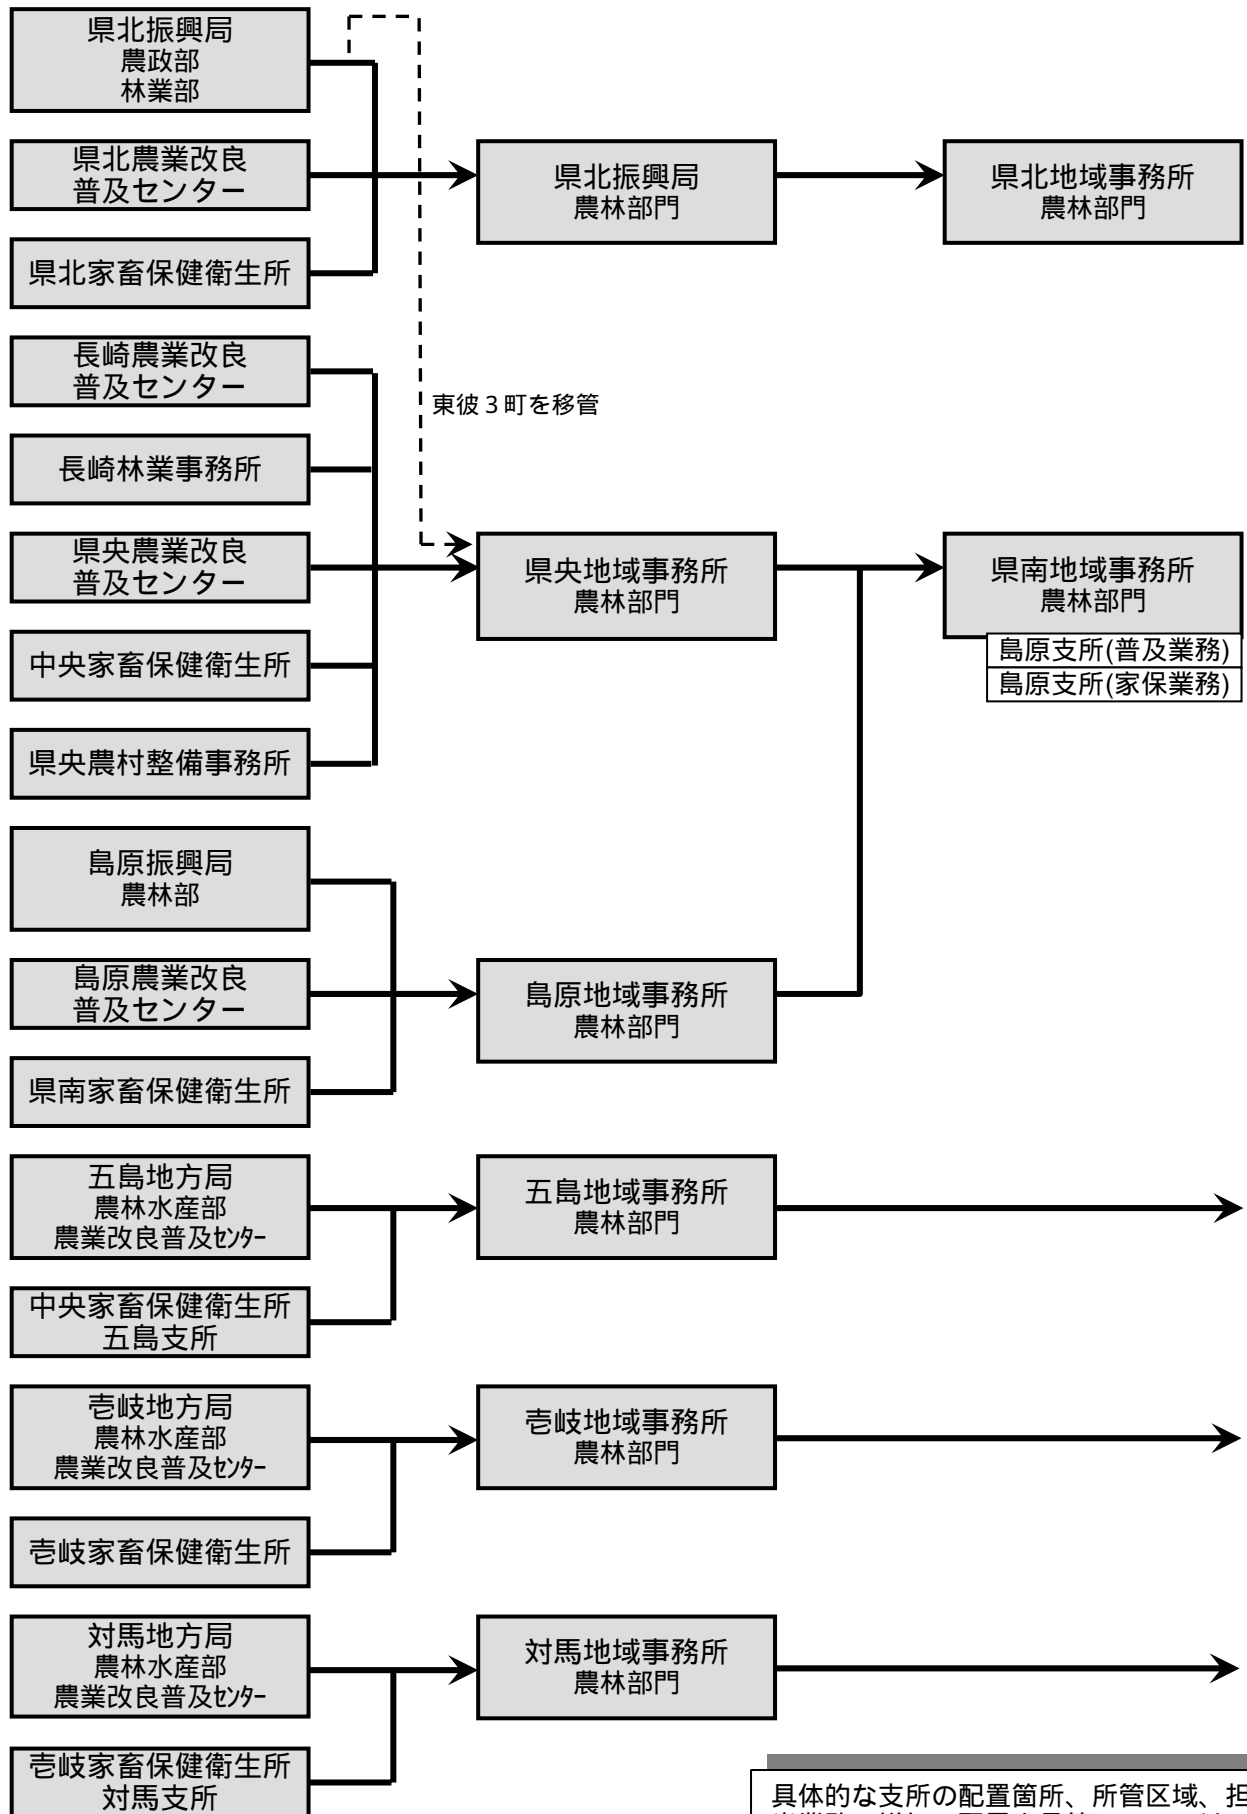 県北振興局
農政部
林業部
県北農業改良
普及センター
県北家畜保健衛生所
県北振興局
農林部門
県北地域事務所
農林部門
長崎農業改良
普及センター
東彼3町を移管
長崎林業事務所
県央農業改良
普及センター
中央家畜保健衛生所
県央農村整備事務所
県央地域事務所
農林部門
県南地域事務所
農林部門
島原支所(普及業務)
島原支所(家保業務)
島原振興局
農林部
島原農業改良
普及センター
県南家畜保健衛生所
島原地域事務所
農林部門
五島地方局
農林水産部
農業改良普及センター
中央家畜保健衛生所
五島支所
五島地域事務所
農林部門
壱岐地方局
農林水産部
農業改良普及センター
壱岐家畜保健衛生所
壱岐地域事務所
農林部門
対馬地方局
農林水産部
農業改良普及センター
壱岐家畜保健衛生所
対馬支所
対馬地域事務所
農林部門
具体的な支所の配置箇所、所管区域、担